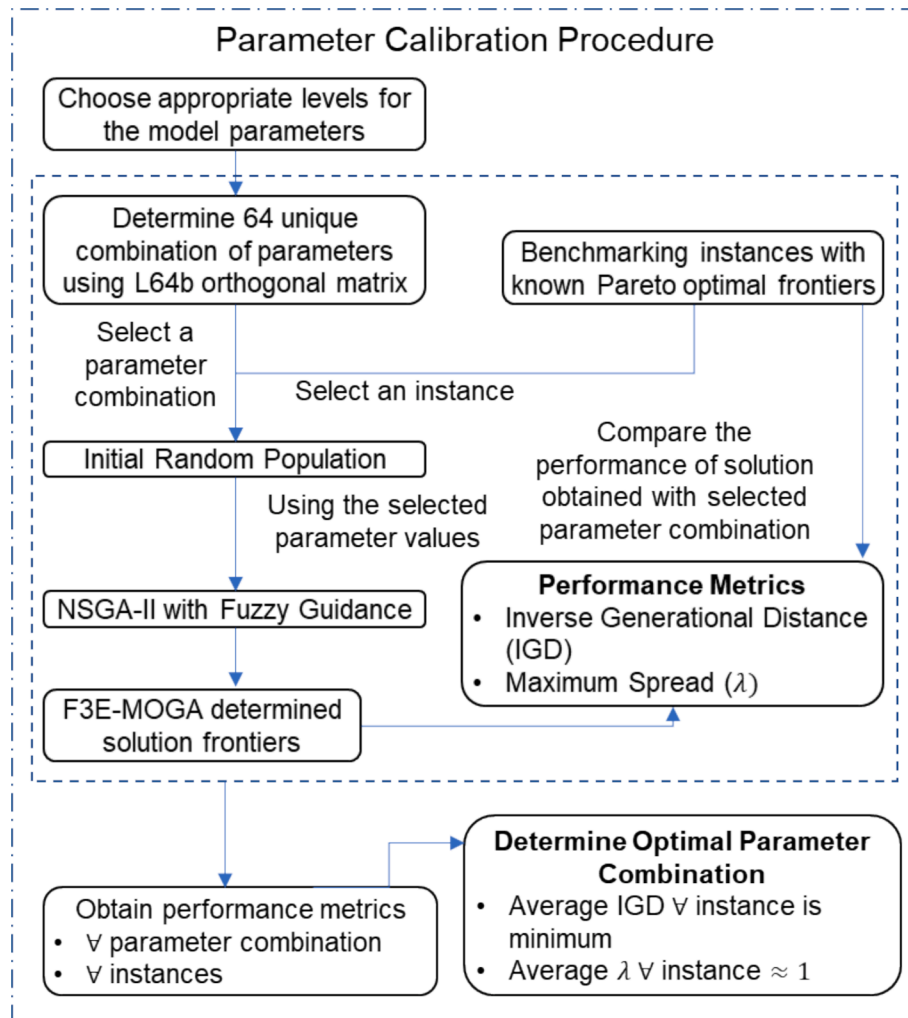 Parameter Calibration Procedure
Choose appropriate levels for
the model parameters
Determine 64 unique
combination of parameters
using L64b orthogonal matrix
Benchmarking instances with
known Pareto optimal frontiers
Select a
parameter
combination
Select an instance
Initial Random Population
Compare the
performance of solution
obtained with selected
parameter combination
Using the selected
parameter values
NSGA-II with Fuzzy Guidance
Performance Metrics
• Inverse Generational Distance
(IGD)
• Maximum Spread (λ)
F3E-MOGA determined
solution frontiers
Determine Optimal Parameter
Combination
• Average IGD ∀ instance is
minimum
• Average λ ∀ instance ≈ 1
Obtain performance metrics
• ∀ parameter combination
• ∀ instances